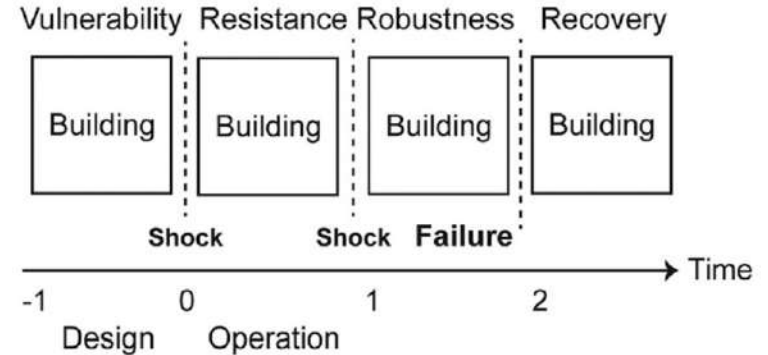 Vulnerability Resistance Robustness Recovery
Building Building Building Building
Shock Shock Failure
Time
-1 0 1 2
Design Operation